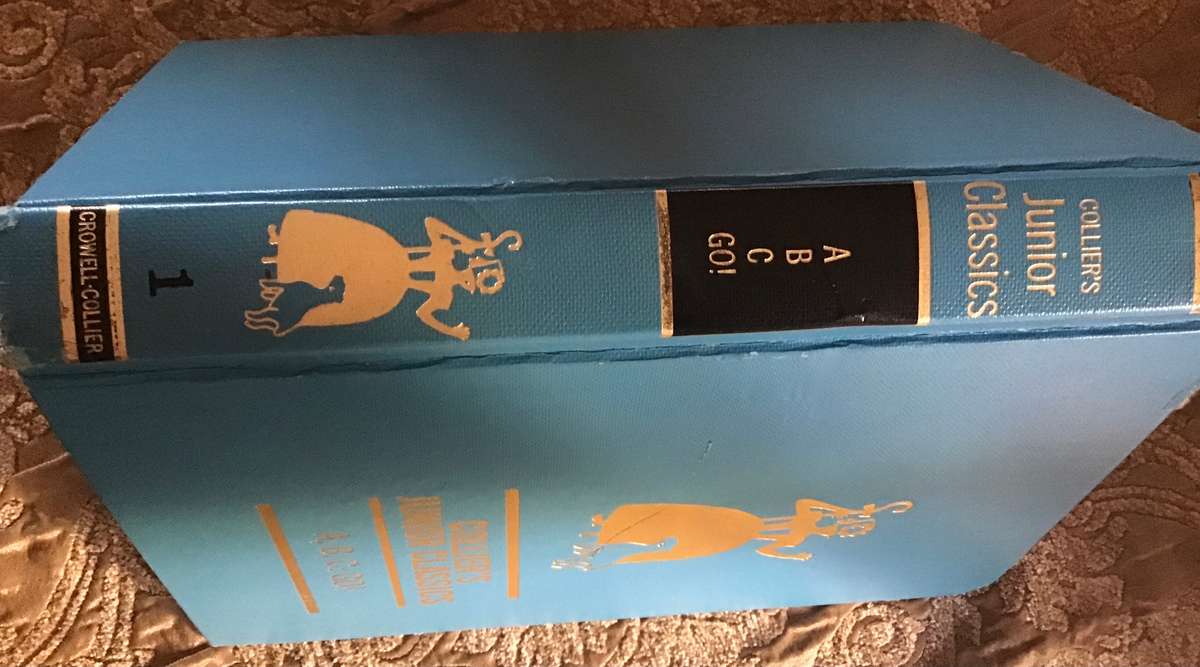 COLLIER'S
Junior
Classics
A
B
C
GO!
1
CROWELL-COLLIER
COLLIER'S
JUNIOR CLASSICS
A, B, C, GO!